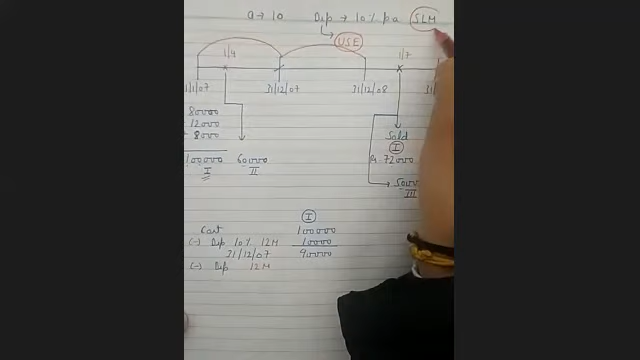 Q → 10 Dep → 10% pa SLM
USE
1/4 1/7
1/1/07 31/12/07 31/12/08 31/
80000 Sold
12000 I
8000 72000
100000 60000
I II 50000
III
I
Cost 100000
(-) Dep 10% 12M 10000
31/12/07 90000
(-) Dep 12M